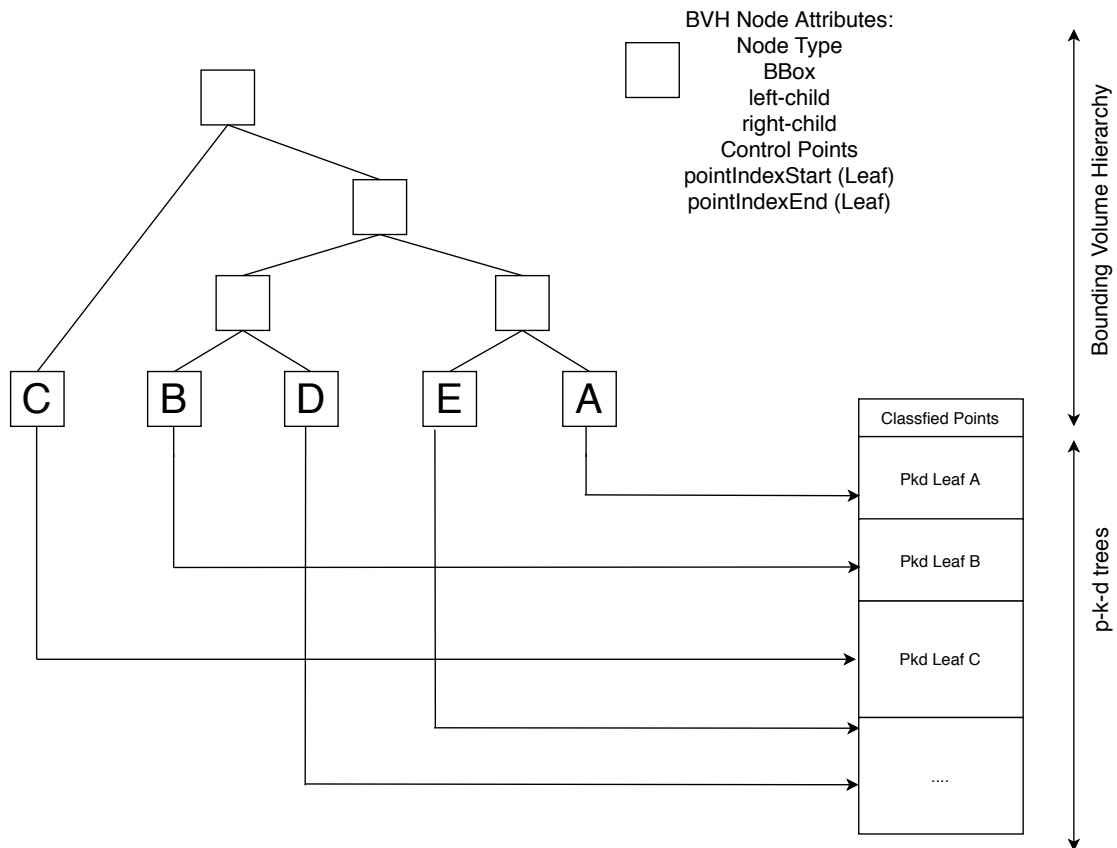 BVH Node Attributes:
Node Type
BBox
left-child
right-child
Control Points
pointIndexStart (Leaf)
pointIndexEnd (Leaf)
Bounding Volume Hierarchy
C
B
D
E
A
Classfied Points
Pkd Leaf A
Pkd Leaf B
Pkd Leaf C
....
p-k-d trees